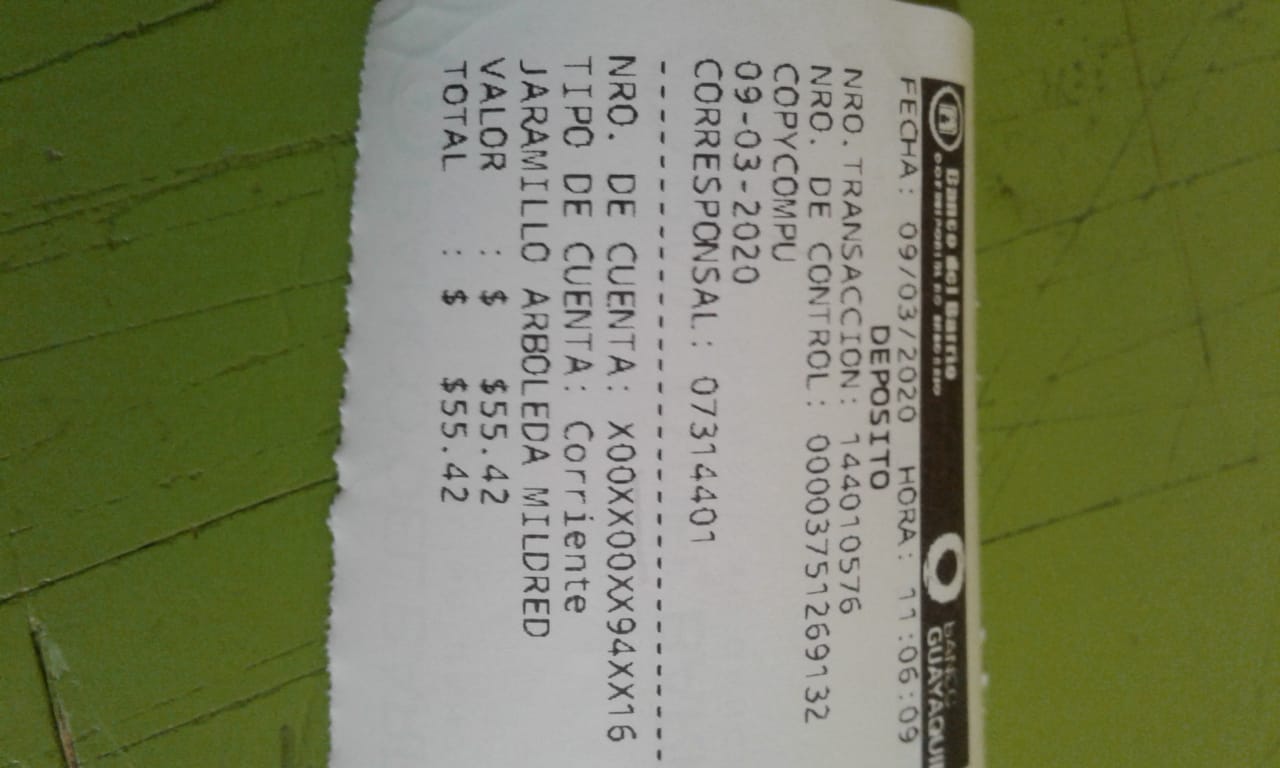 Banco del Barrio
BANCO
GUAYAQUIL
FECHA: 09/03/2020 HORA: 11:06:09
DEPOSITO
NRO.TRANSACCION: 144010576
NRO. DE CONTROL: 00003751269132
COPYCOMPU
09-03-2020
CORRESPONSAL: 07314401
--------------------------------
NRO. DE CUENTA: X00XX00XX94XX16
TIPO DE CUENTA: Corriente
JARAMILLO ARBOLEDA MILDRED
VALOR : $ $55.42
TOTAL : $ $55.42